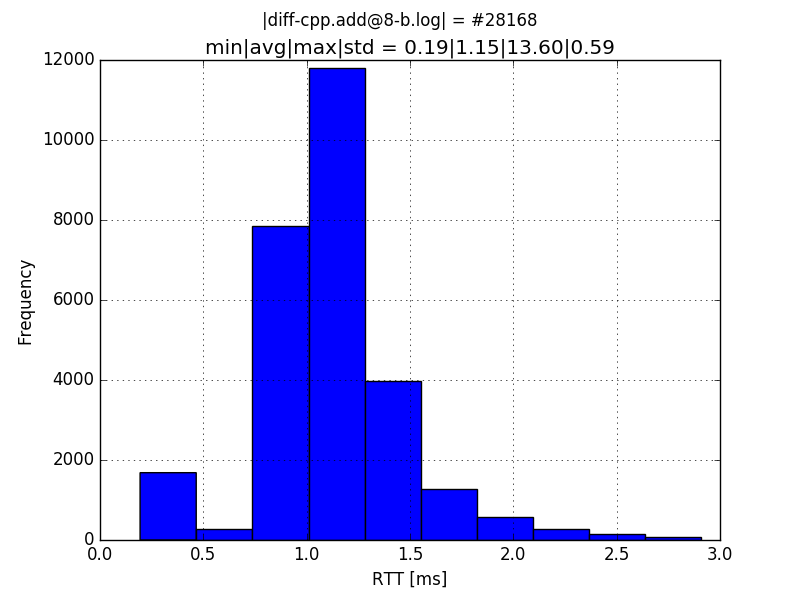 |diff-cpp.add@8-b.log| = #28168
min|avg|max|std = 0.19|1.15|13.60|0.59
12000
10000
8000
6000
4000
2000
0
Frequency
0.0 0.5 1.0 1.5 2.0 2.5 3.0
RTT [ms]